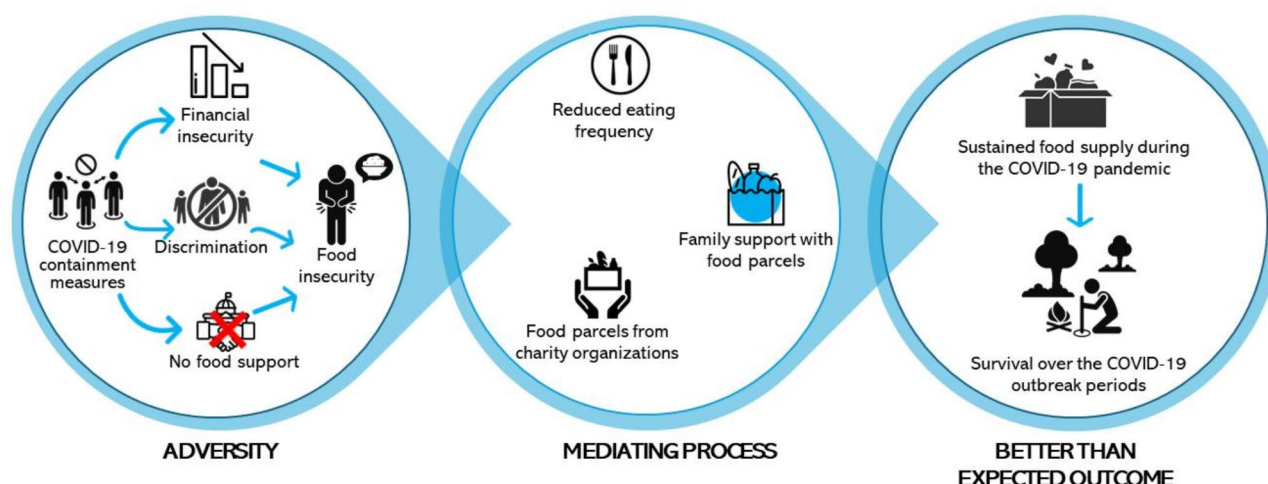 Financial
insecurity
COVID-19
containment
measures
Discrimination
Food
insecurity
No food support
ADVERSITY
Reduced eating
frequency
Family support with
food parcels
Food parcels from
charity organizations
MEDIATING PROCESS
Sustained food supply during
the COVID-19 pandemic
Survival over the COVID-19
outbreak periods
BETTER THAN
EXPECTED OUTCOME